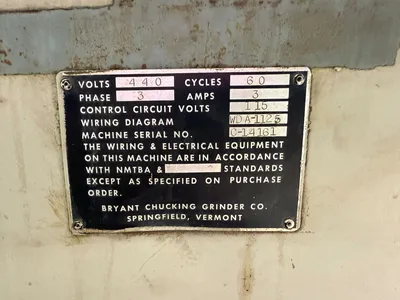 VOLTS 440 CYCLES 60
PHASE 3 AMPS 3
CONTROL CIRCUIT VOLTS 115
WIRING DIAGRAM WDA-1125
MACHINE SERIAL NO. C-14161
THE WIRING & ELECTRICAL EQUIPMENT
ON THIS MACHINE ARE IN ACCORDANCE
WITH NMTBA & STANDARDS
EXCEPT AS SPECIFIED ON PURCHASE
ORDER.
BRYANT CHUCKING GRINDER CO.
SPRINGFIELD, VERMONT